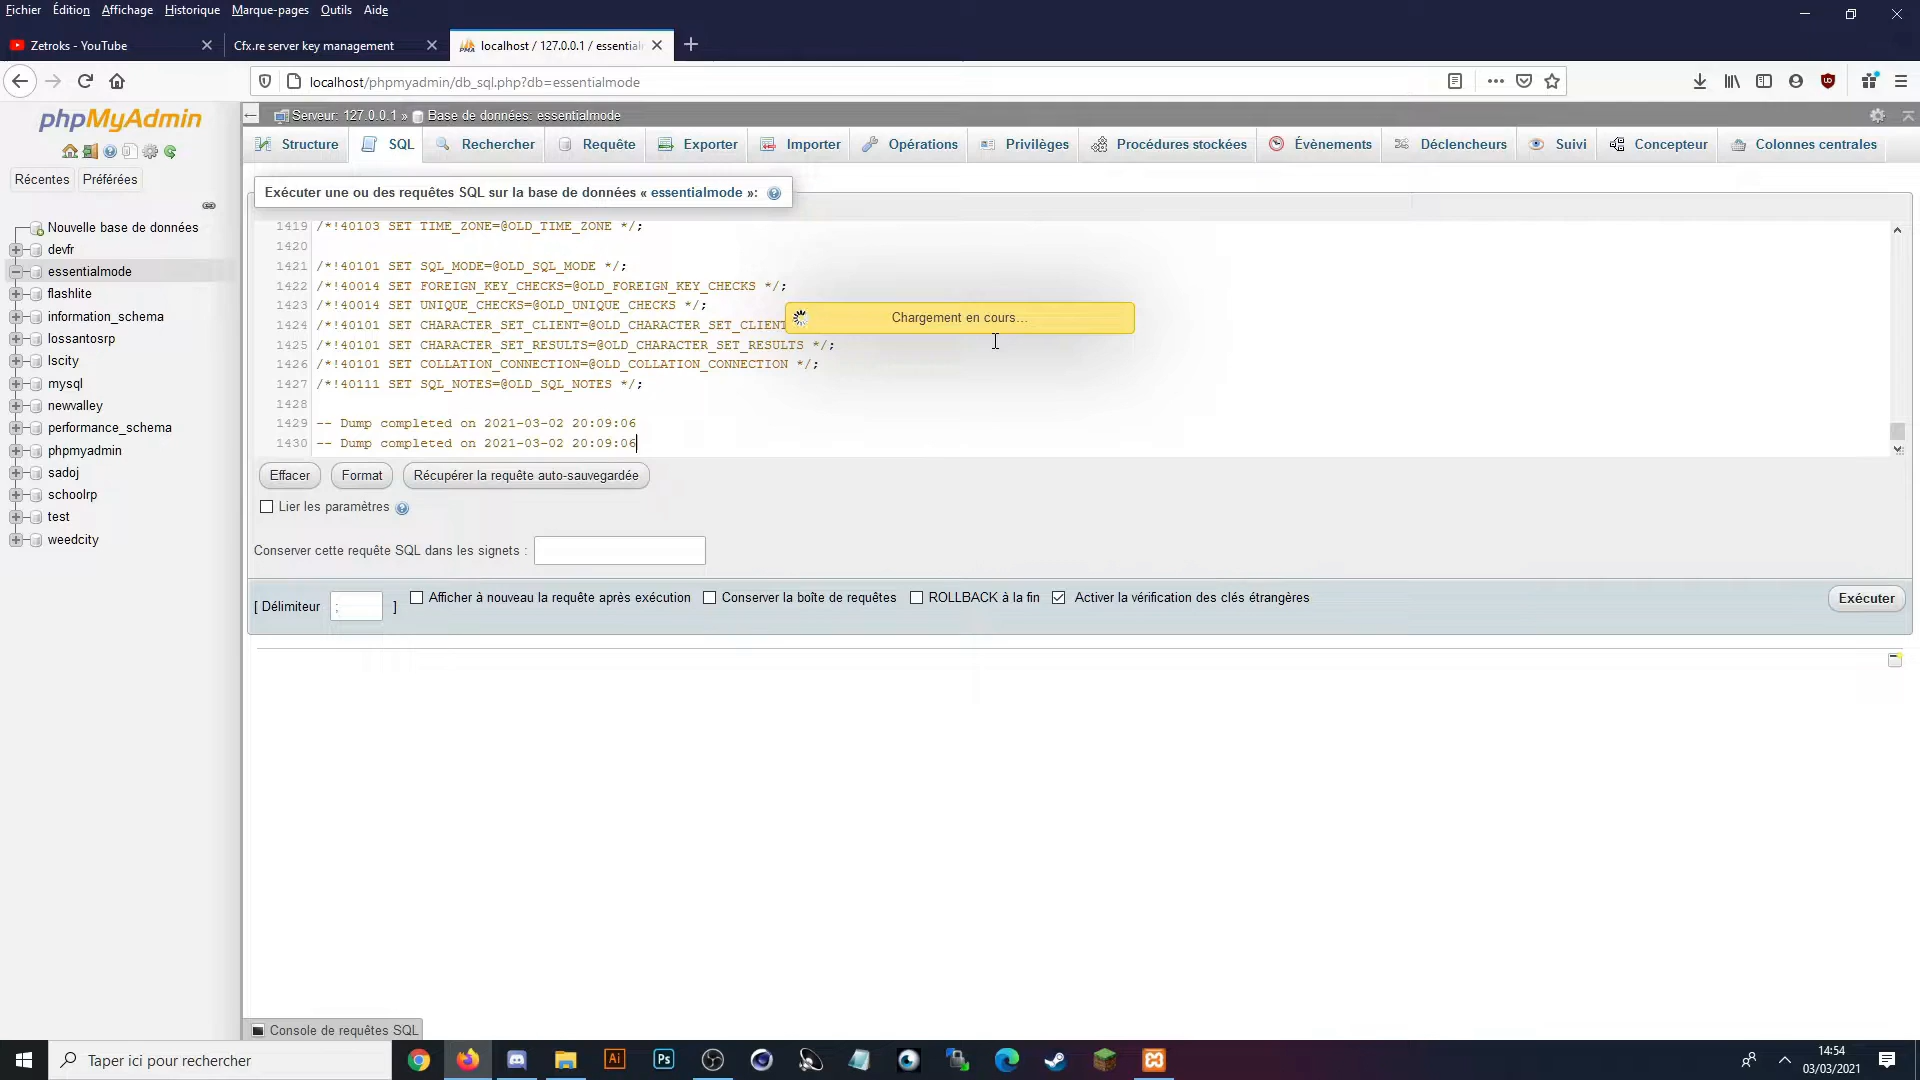 Fichier Édition Affichage Historique Marque-pages Outils Aide
Zetroks - YouTube
Cfx.re server key management
localhost / 127.0.0.1 / essential
localhost/phpmyadmin/db_sql.php?db=essentialmode
phpMyAdmin
Récentes Préférées
Nouvelle base de données
devfr
essentialmode
flashlite
information_schema
lossantosrp
lscity
mysql
newvalley
performance_schema
phpmyadmin
sadoj
schoolrp
test
weedcity
Serveur: 127.0.0.1 » Base de données: essentialmode
Structure SQL Rechercher Requête Exporter Importer Opérations Privilèges Procédures stockées Évènements Déclencheurs Suivi Concepteur Colonnes centrales
Exécuter une ou des requêtes SQL sur la base de données « essentialmode »:
1419 /*!40103 SET TIME_ZONE=@OLD_TIME_ZONE */;
1420
1421 /*!40101 SET SQL_MODE=@OLD_SQL_MODE */;
1422 /*!40014 SET FOREIGN_KEY_CHECKS=@OLD_FOREIGN_KEY_CHECKS */;
1423 /*!40014 SET UNIQUE_CHECKS=@OLD_UNIQUE_CHECKS */;
1424 /*!40101 SET CHARACTER_SET_CLIENT=@OLD_CHARACTER_SET_CLIENT
1425 /*!40101 SET CHARACTER_SET_RESULTS=@OLD_CHARACTER_SET_RESULTS */;
1426 /*!40101 SET COLLATION_CONNECTION=@OLD_COLLATION_CONNECTION */;
1427 /*!40111 SET SQL_NOTES=@OLD_SQL_NOTES */;
1428
1429 -- Dump completed on 2021-03-02 20:09:06
1430 -- Dump completed on 2021-03-02 20:09:06
Chargement en cours…
Effacer Format Récupérer la requête auto-sauvegardée
Lier les paramètres
Conserver cette requête SQL dans les signets :
[ Délimiteur ; ] Afficher à nouveau la requête après exécution Conserver la boîte de requêtes ROLLBACK à la fin Activer la vérification des clés étrangères Exécuter
Console de requêtes SQL
Taper ici pour rechercher
Ai
Ps
14:54
03/03/2021